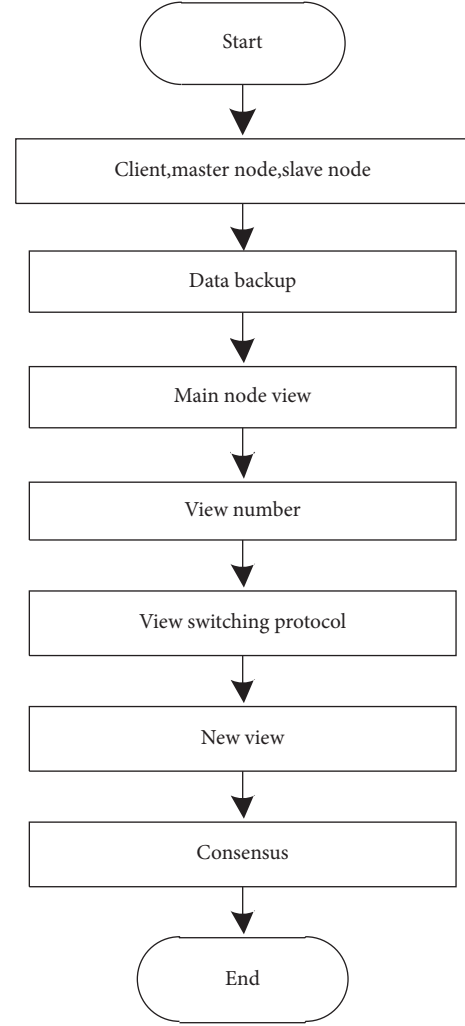 Start
Client,master node,slave node
Data backup
Main node view
View number
View switching protocol
New view
Consensus
End